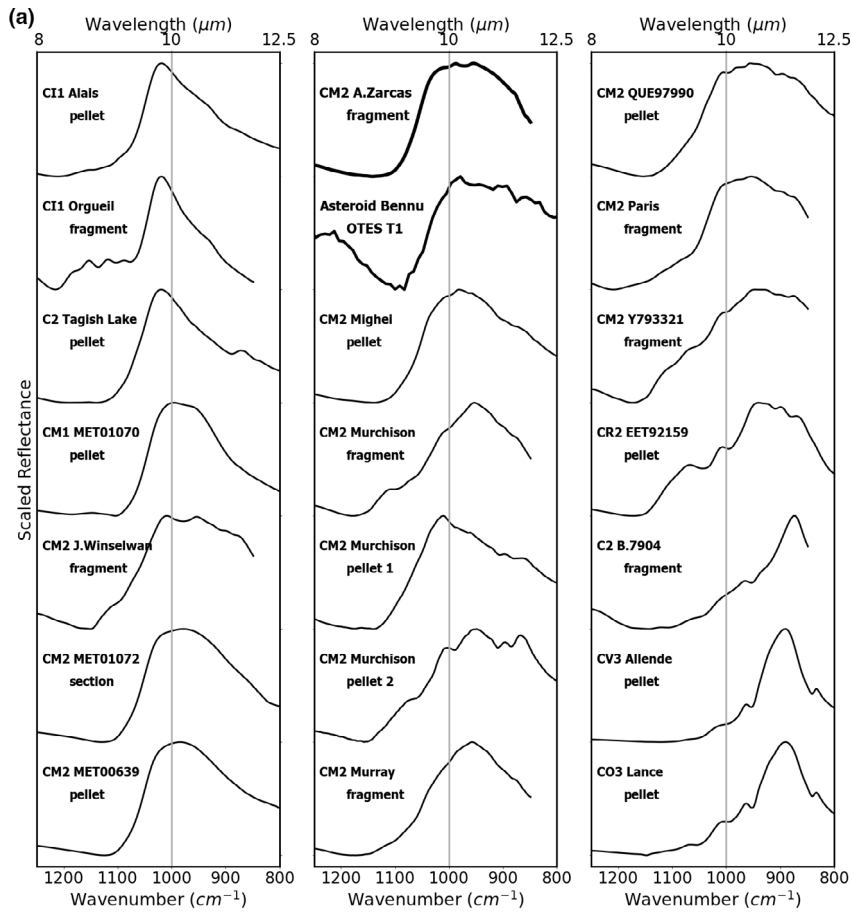 (a)
Wavelength (μm)
8 10 12.5
Wavelength (μm)
8 10 12.5
Wavelength (μm)
8 10 12.5
Scaled Reflectance
CI1 Alais
pellet
CI1 Orgueil
fragment
C2 Tagish Lake
pellet
CM1 MET01070
pellet
CM2 J.Winselwan
fragment
CM2 MET01072
section
CM2 MET00639
pellet
1200 1100 1000 900 800
Wavenumber (cm⁻¹)
CM2 A.Zarcas
fragment
Asteroid Bennu
OTES T1
CM2 Mighei
pellet
CM2 Murchison
fragment
CM2 Murchison
pellet 1
CM2 Murchison
pellet 2
CM2 Murray
fragment
1200 1100 1000 900 800
Wavenumber (cm⁻¹)
CM2 QUE97990
pellet
CM2 Paris
fragment
CM2 Y793321
fragment
CR2 EET92159
pellet
C2 B.7904
fragment
CV3 Allende
pellet
CO3 Lance
pellet
1200 1100 1000 900 800
Wavenumber (cm⁻¹)